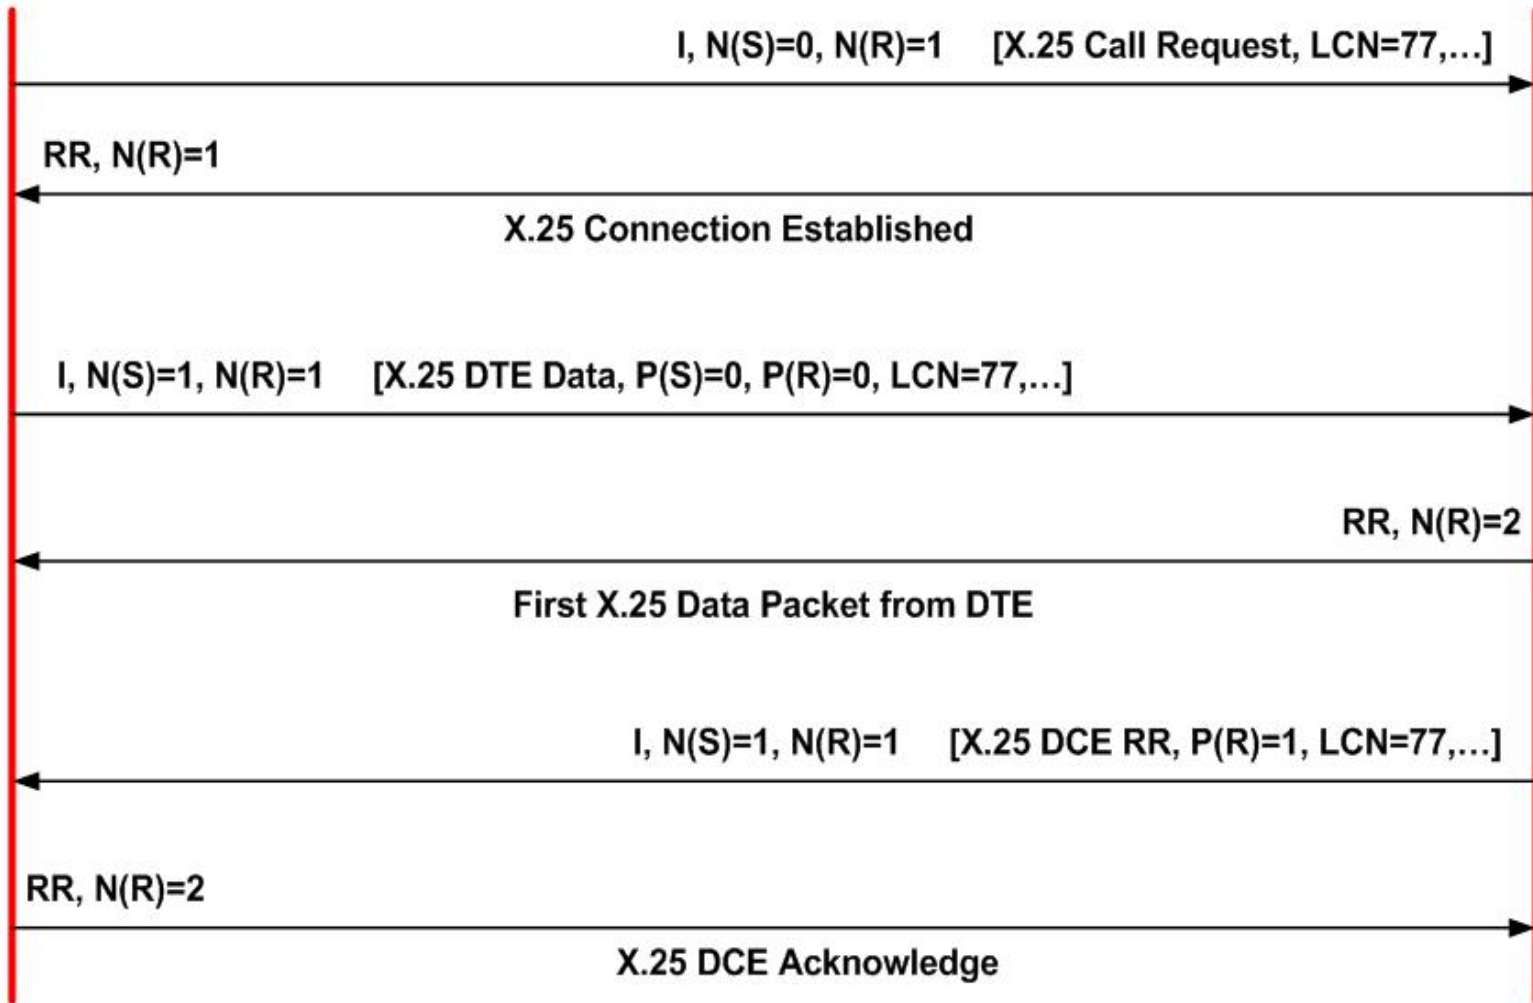 I, N(S)=0, N(R)=1 [X.25 Call Request, LCN=77,...]
RR, N(R)=1
X.25 Connection Established
I, N(S)=1, N(R)=1 [X.25 DTE Data, P(S)=0, P(R)=0, LCN=77,...]
RR, N(R)=2
First X.25 Data Packet from DTE
I, N(S)=1, N(R)=1 [X.25 DCE RR, P(R)=1, LCN=77,...]
RR, N(R)=2
X.25 DCE Acknowledge